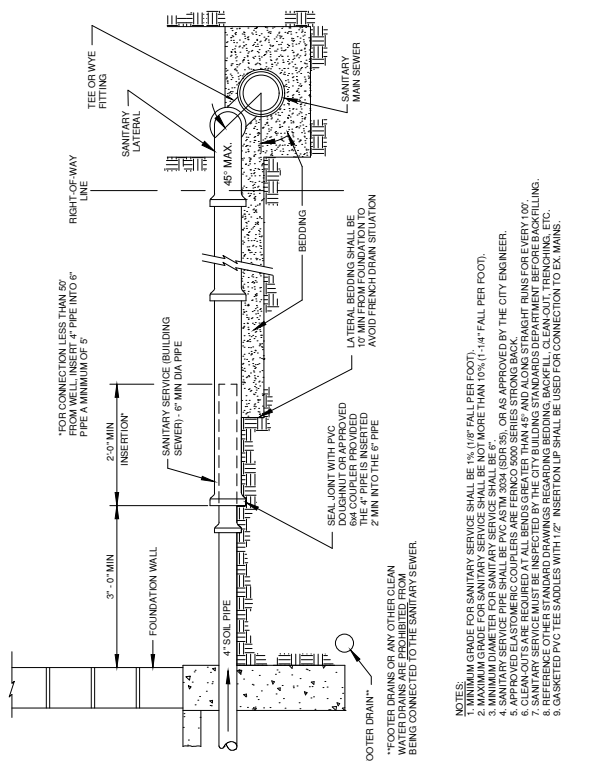 TEE OR WYE
FITTING
SANITARY
LATERAL
RIGHT-OF-WAY
LINE
*FOR CONNECTION LESS THAN 50'
FROM WELL, INSERT 4" PIPE INTO 6"
PIPE A MINIMUM OF 5'
2'-0" MIN
INSERTION*
SANITARY SERVICE (BUILDING
SEWER) - 6" MIN DIA PIPE
3" - 0" MIN
FOUNDATION WALL
4" SOIL PIPE
45° MAX.
SANITARY
MAIN SEWER
BEDDING
LATERAL BEDDING SHALL BE
10' MIN FROM FOUNDATION TO
AVOID FRENCH DRAIN SITUATION
SEAL JOINT WITH PVC
DOUGHNUT OR APPROVED
6x4 COUPLER PROVIDED
THE 4" PIPE IS INSERTED
2' MIN INTO THE 6" PIPE
OOTER DRAIN**
**FOOTER DRAINS OR ANY OTHER CLEAN
WATER DRAINS ARE PROHIBITED FROM
BEING CONNECTED TO THE SANITARY SEWER.
NOTES:
1. MINIMUM GRADE FOR SANITARY SERVICE SHALL BE 1% (1/8" FALL PER FOOT).
2. MAXIMUM GRADE FOR SANITARY SERVICE SHALL BE NOT MORE THAN 10% (1-1/4" FALL PER FOOT).
3. MINIMUM DIAMETER FOR SANITARY SERVICE SHALL BE 6".
4. SANITARY SERVICE PIPE SHALL BE PVC ASTM 3034 (SDR 35), OR AS APPROVED BY THE CITY ENGINEER.
5. APPROVED ELASTOMERIC COUPLERS ARE FERNCO 5000 SERIES STRONG BACK.
6. CLEAN-OUTS ARE REQUIRED AT ALL BENDS GREATER THAN 45° AND ALONG STRAIGHT RUNS FOR EVERY 100'.
7. SANITARY SERVICE MUST BE INSPECTED BY THE CITY BUILDING STANDARDS DEPARTMENT BEFORE BACKFILLING.
8. REFERENCE OTHER STANDARD DRAWINGS REGARDING BEDDING, BACKFILL, CLEAN-OUT, TRENCHING, ETC.
9. GASKETED PVC TEE SADDLES WITH 1/2" INSERTION LIP SHALL BE USED FOR CONNECTION TO EX. MAINS.